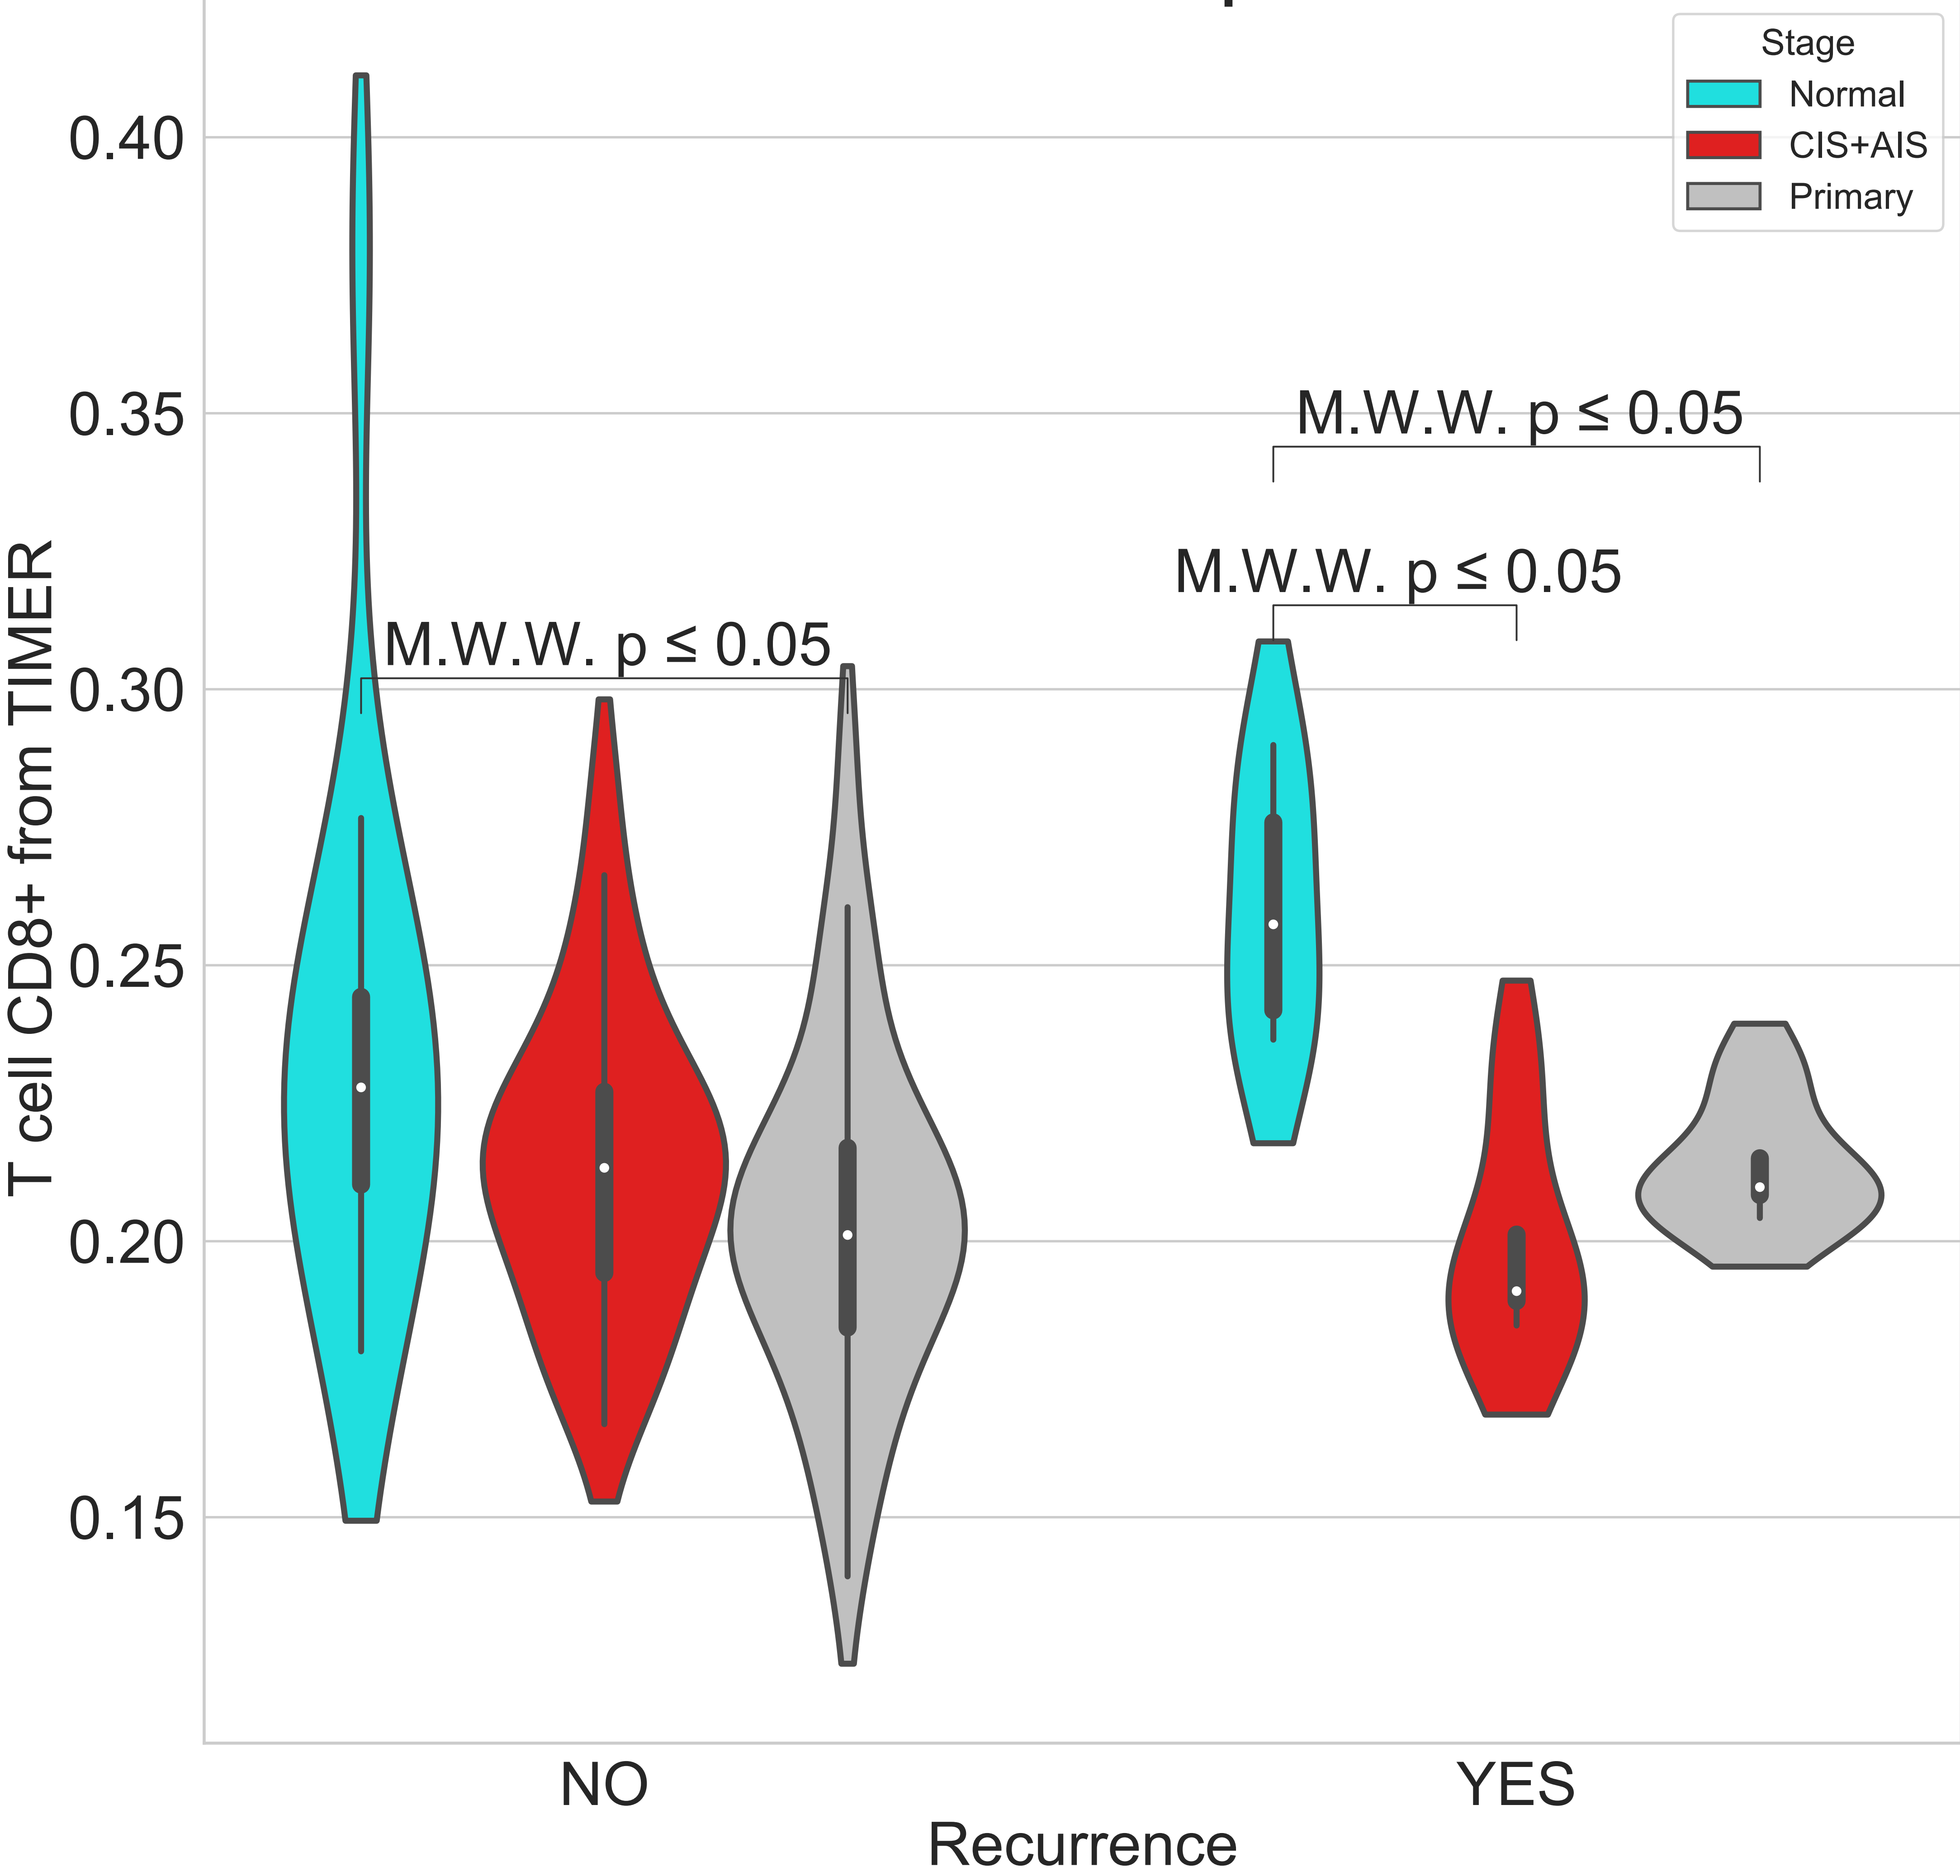 Stage
Normal
CIS+AIS
Primary
0.40
0.35
0.30
0.25
0.20
0.15
T cell CD8+ from TIMER
M.W.W. p ≤ 0.05
M.W.W. p ≤ 0.05
M.W.W. p ≤ 0.05
NO
YES
Recurrence